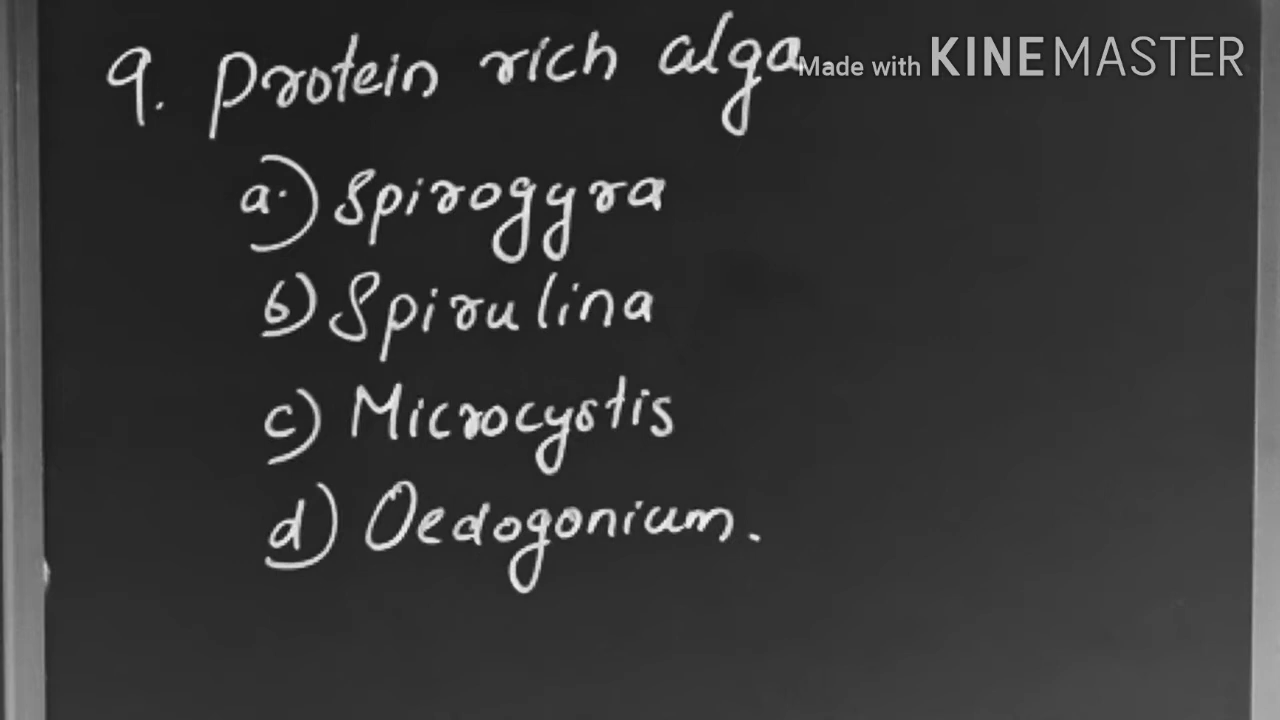 9. Protein rich alga
Made with KINEMASTER
a.) Spirogyra
b) Spirulina
c) Microcystis
d) Oedogonium.